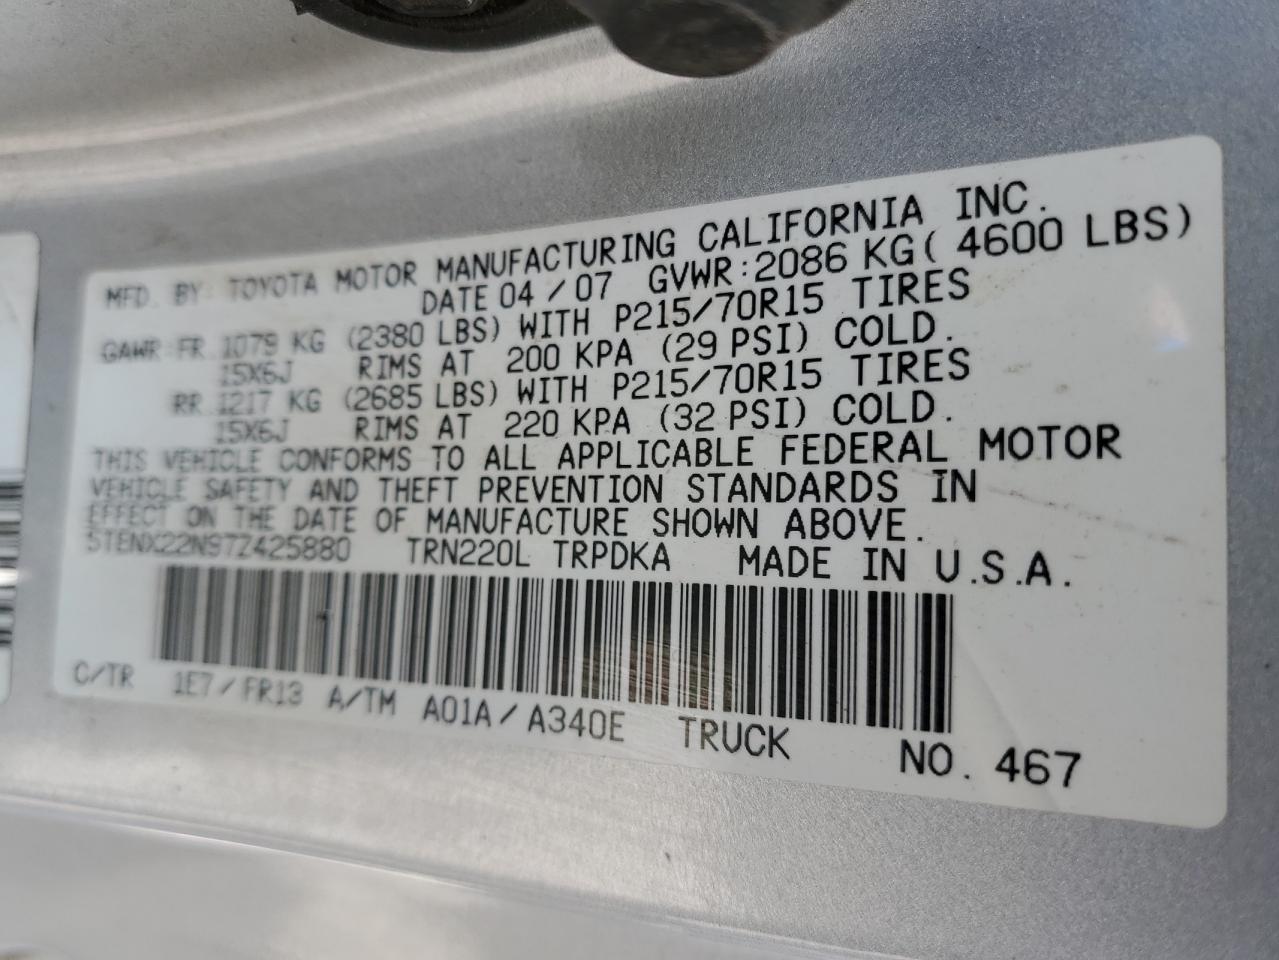 MFD. BY: TOYOTA MOTOR MANUFACTURING CALIFORNIA INC.
DATE 04 / 07 GVWR:2086 KG( 4600 LBS)
GAWR FR 1079 KG (2380 LBS) WITH P215/70R15 TIRES
15X6J RIMS AT 200 KPA (29 PSI) COLD.
RR 1217 KG (2685 LBS) WITH P215/70R15 TIRES
15X6J RIMS AT 220 KPA (32 PSI) COLD.
THIS VEHICLE CONFORMS TO ALL APPLICABLE FEDERAL MOTOR
VEHICLE SAFETY AND THEFT PREVENTION STANDARDS IN
EFFECT ON THE DATE OF MANUFACTURE SHOWN ABOVE.
5TENX22N97Z425880 TRN220L TRPDKA MADE IN U.S.A.
C/TR 1E7/FR13 A/TM A01A/A340E TRUCK NO. 467